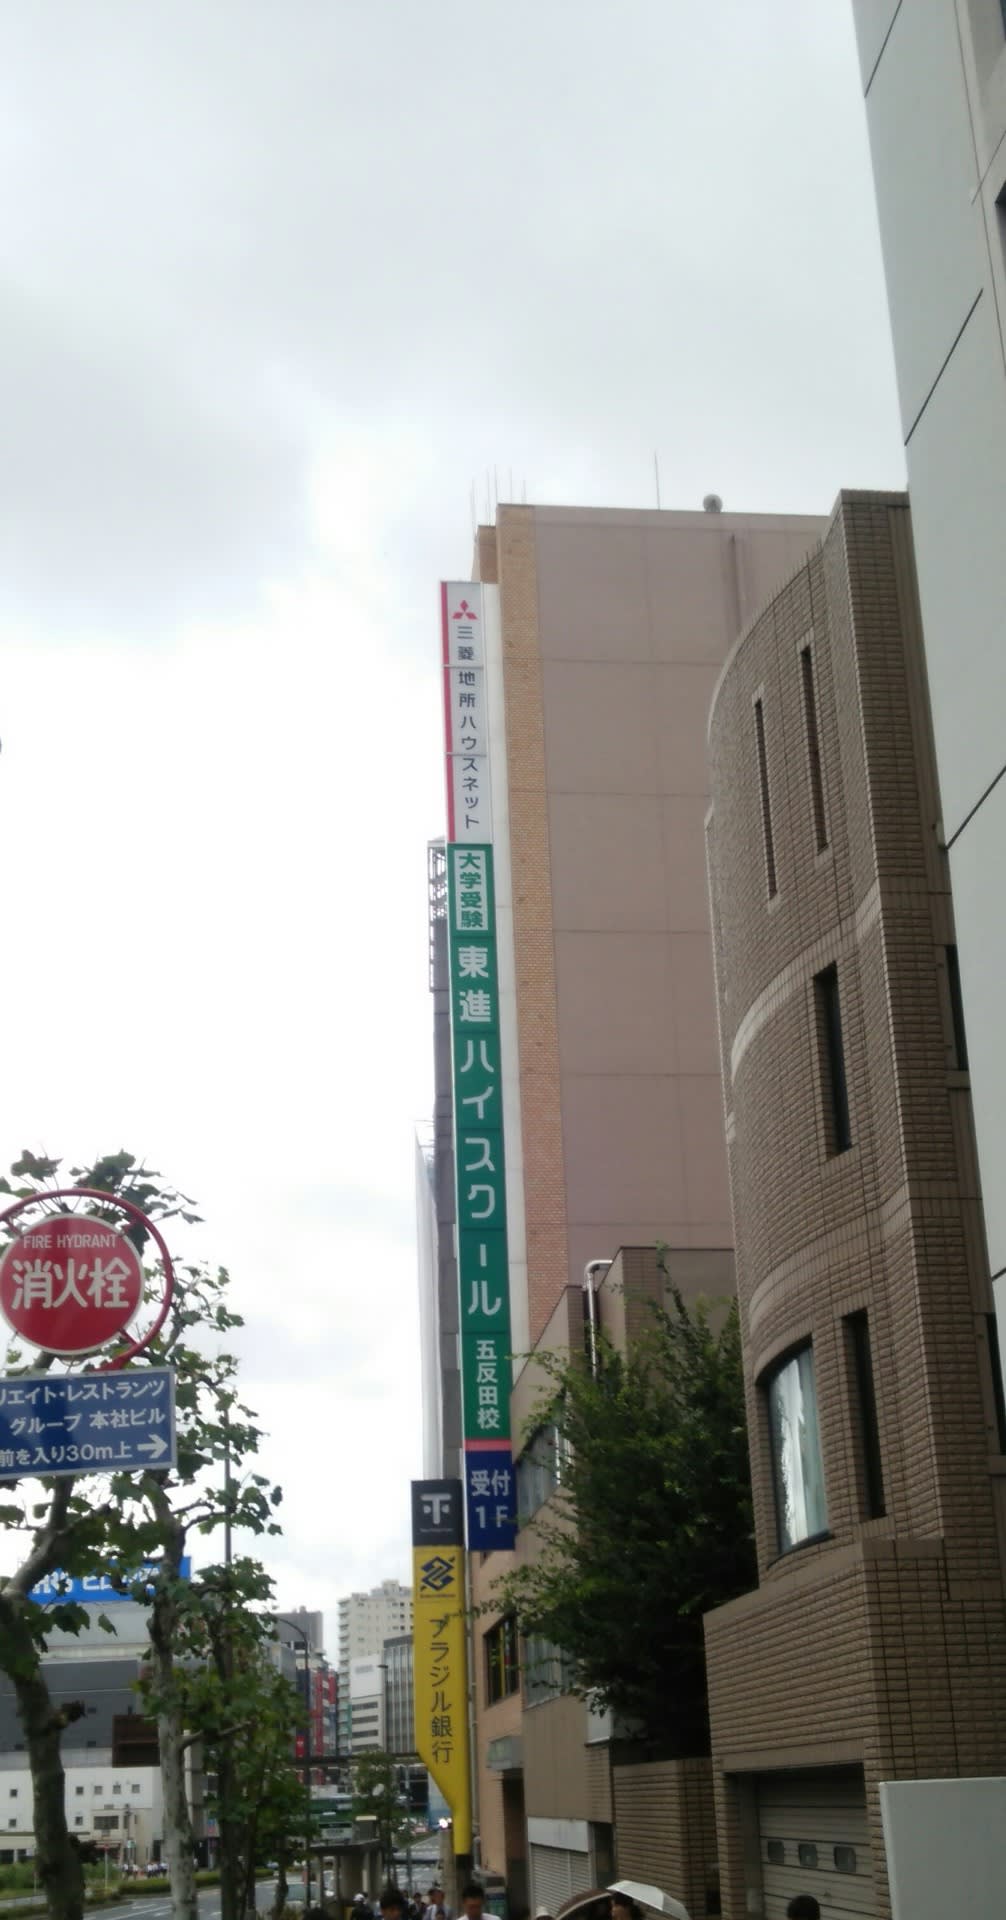 三菱地所ハウスネット
大学受験
東進ハイスクール
五反田校
受付
1F
ブラジル銀行
FIRE HYDRANT
消火栓
リエイト・レストランツ
グループ 本社ビル
前を入り30m上→